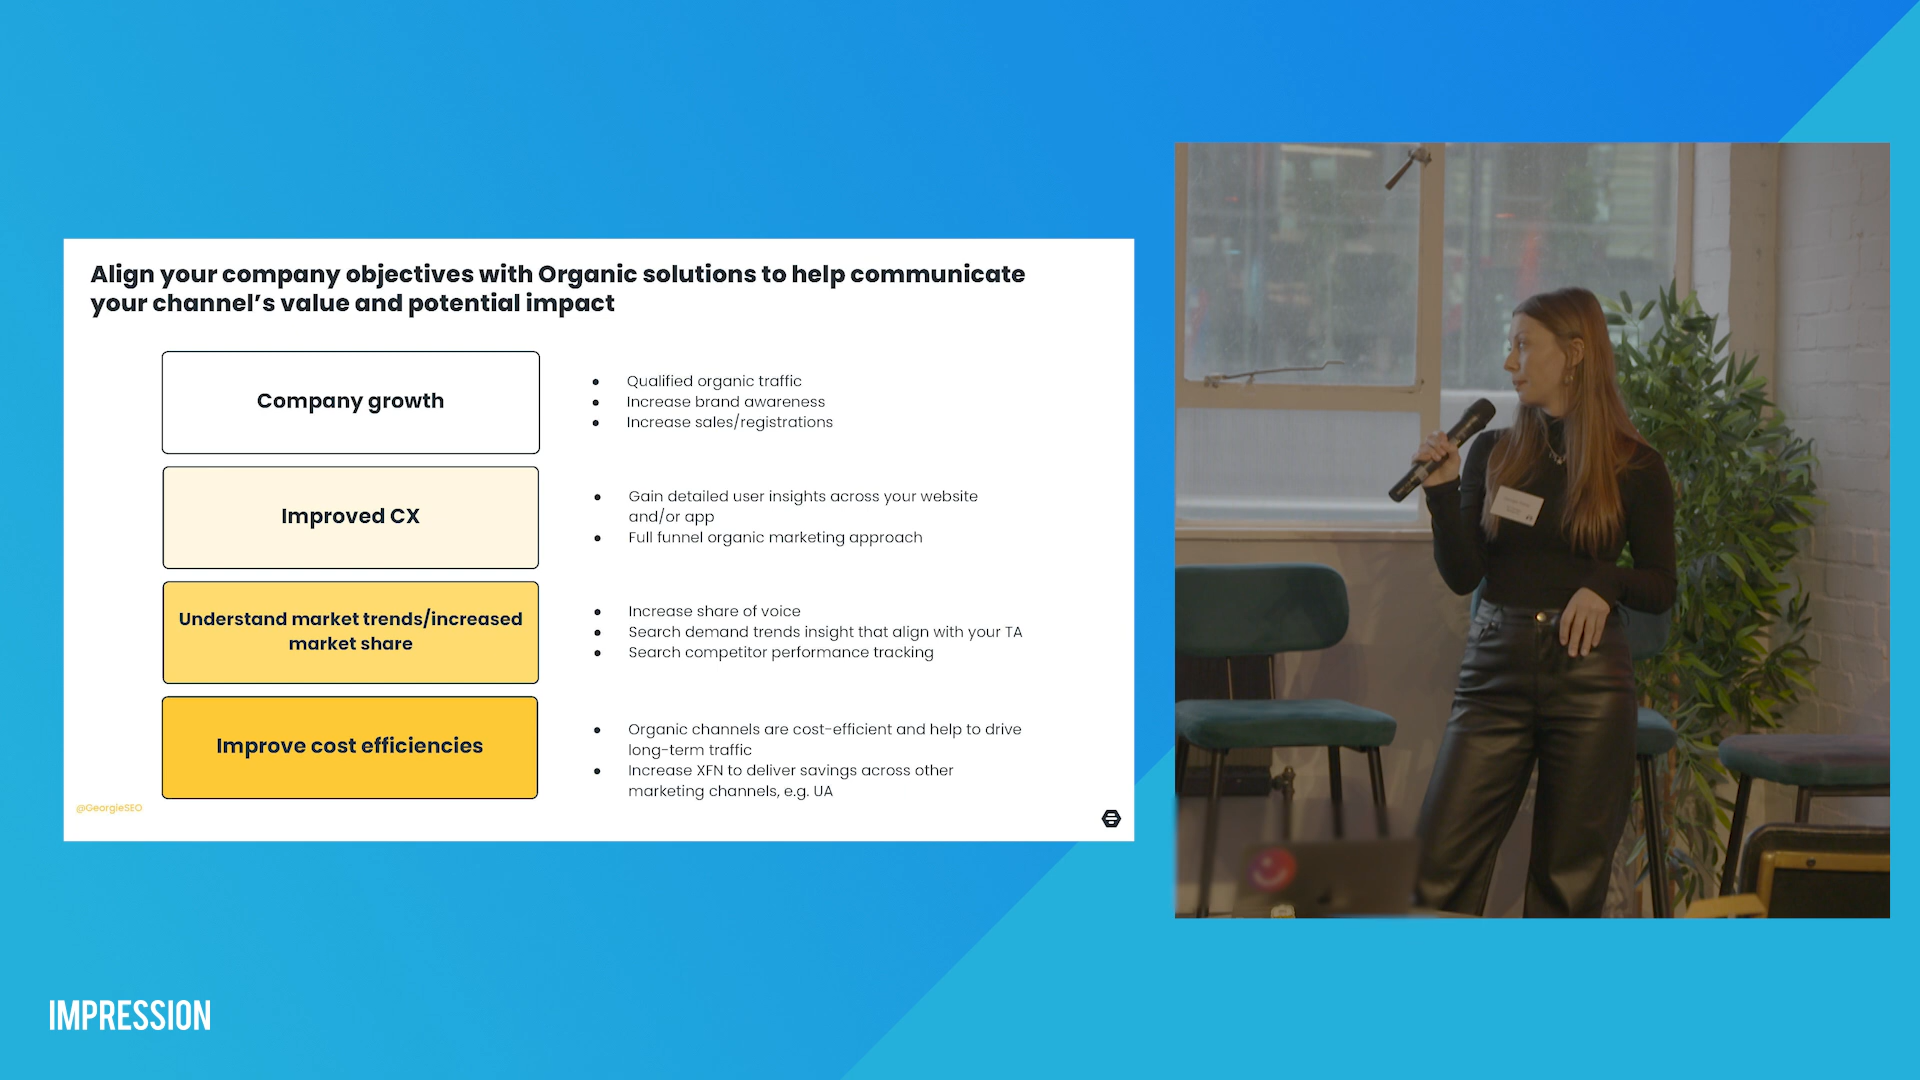 Align your company objectives with Organic solutions to help communicate
your channel's value and potential impact
Company growth
● Qualified organic traffic
● Increase brand awareness
● Increase sales/registrations
Improved CX
● Gain detailed user insights across your website
and/or app
● Full funnel organic marketing approach
Understand market trends/increased
market share
● Increase share of voice
● Search demand trends insight that align with your TA
● Search competitor performance tracking
Improve cost efficiencies
● Organic channels are cost-efficient and help to drive
long-term traffic
● Increase XFN to deliver savings across other
marketing channels, e.g. UA
@GeorgieSEO
IMPRESSION